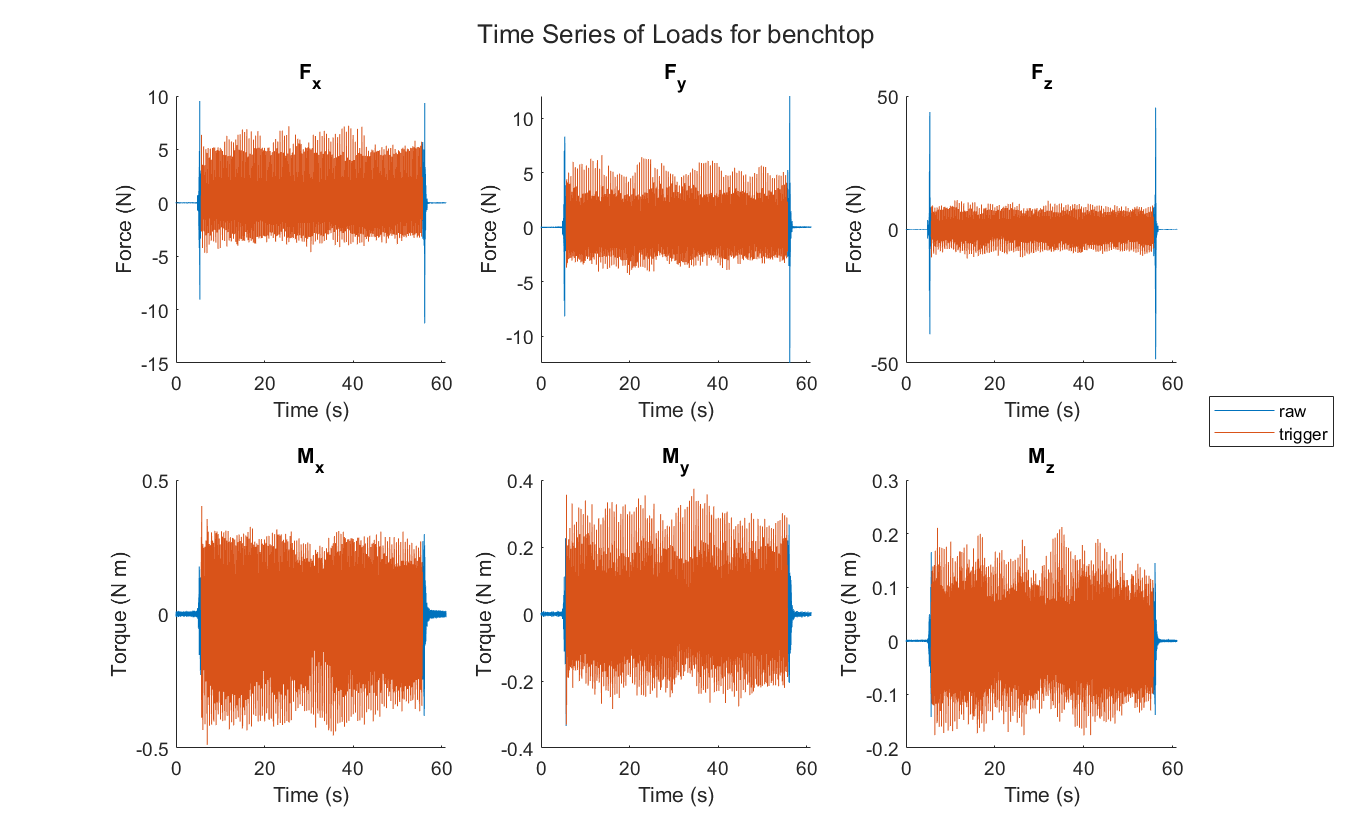 Time Series of Loads for benchtop
Fx
Fy
Fz
10
5
0
-5
-10
-15
Force (N)
0
20
40
60
Time (s)
10
5
0
-5
-10
Force (N)
0
20
40
60
Time (s)
50
0
-50
Force (N)
0
20
40
60
Time (s)
raw
trigger
Mx
My
Mz
0.5
0
-0.5
Torque (N m)
0
20
40
60
Time (s)
0.4
0.2
0
-0.2
-0.4
Torque (N m)
0
20
40
60
Time (s)
0.3
0.2
0.1
0
-0.1
-0.2
Torque (N m)
0
20
40
60
Time (s)